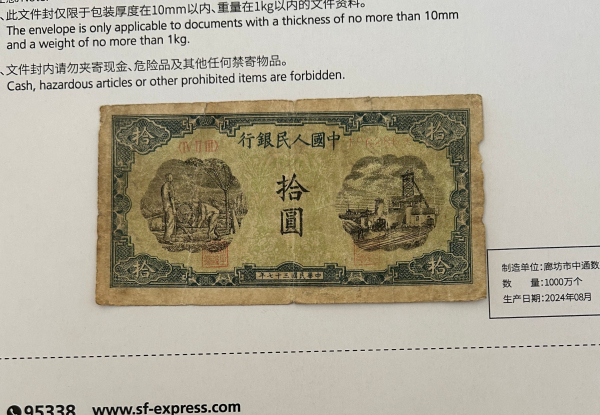 、此文件封仅限于包装厚度在10mm以内、重量在1kg以内的文件资料。
The envelope is only applicable to documents with a thickness of no more than 10mm
and a weight of no more than 1kg.
、文件封内请勿夹寄现金、危险品及其他任何禁寄物品。
Cash, hazardous articles or other prohibited items are forbidden.
拾 拾
行銀民人國中
拾
圓
拾 拾
年七十三國民華中
制造单位:廊坊市中通数
数 量:1000万个
生产日期:2024年08月
95338 www.sf-express.com